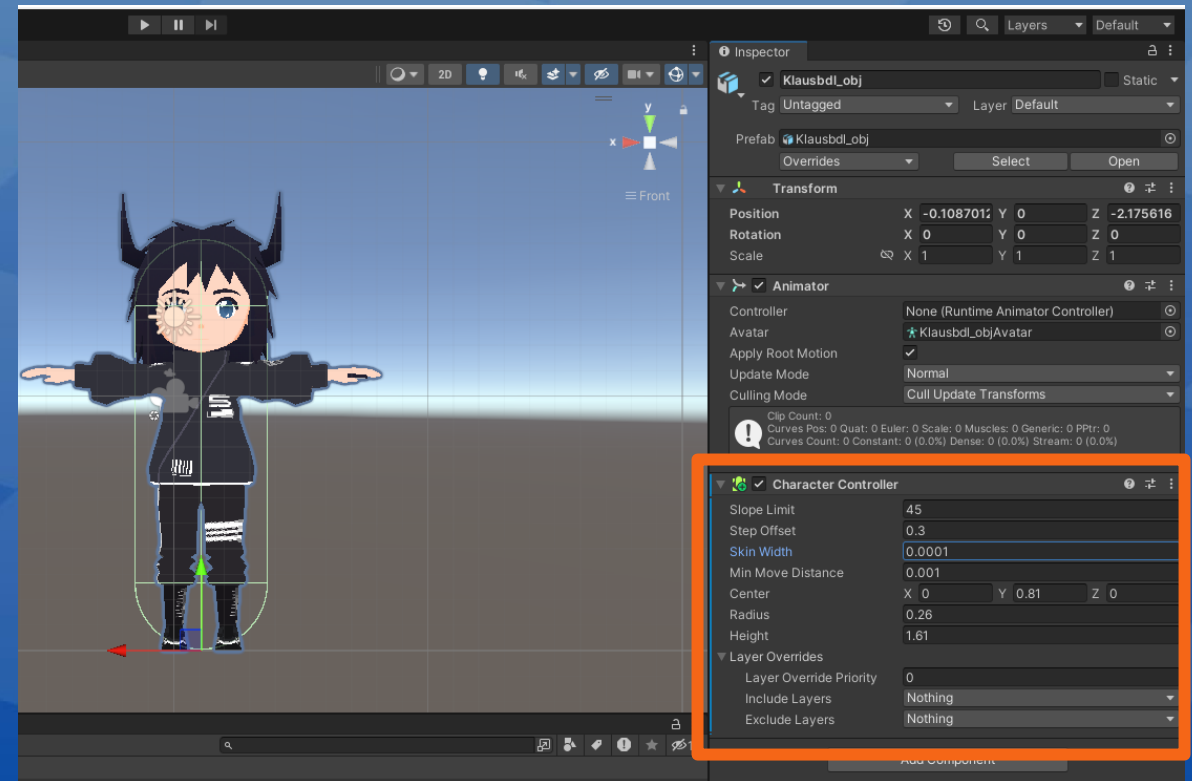 Layers Default
Inspector
2D
Klausbdl_obj Static
Tag Untagged Layer Default
y
x
Front
Prefab Klausbdl_obj
Overrides Select Open
Transform
Position X -0.1087012 Y 0 Z -2.175616
Rotation X 0 Y 0 Z 0
Scale X 1 Y 1 Z 1
Animator
Controller None (Runtime Animator Controller)
Avatar Klausbdl_objAvatar
Apply Root Motion
Update Mode Normal
Culling Mode Cull Update Transforms
Clip Count: 0
Curves Pos: 0 Quat: 0 Euler: 0 Scale: 0 Muscles: 0 Generic: 0 PPtr: 0
Curves Count: 0 Constant: 0 (0.0%) Dense: 0 (0.0%) Stream: 0 (0.0%)
Character Controller
Slope Limit 45
Step Offset 0.3
Skin Width 0.0001
Min Move Distance 0.001
Center X 0 Y 0.81 Z 0
Radius 0.26
Height 1.61
Layer Overrides
Layer Override Priority 0
Include Layers Nothing
Exclude Layers Nothing
Add Component